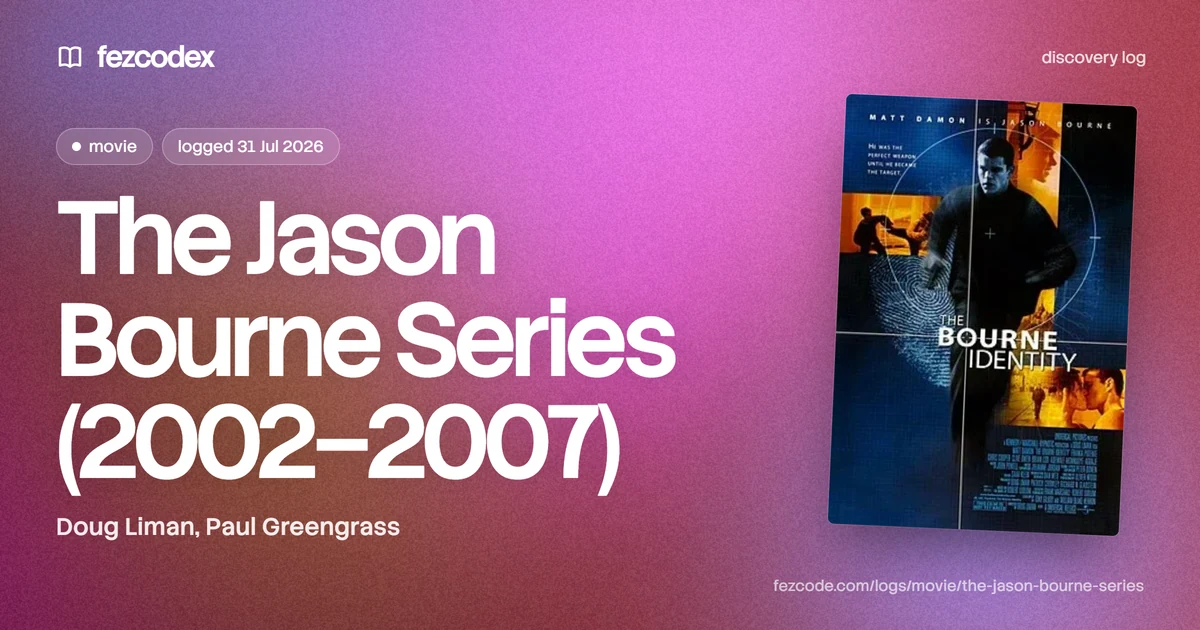 fezcodex
discovery log
movie
logged 31 Jul 2026
The Jason
Bourne Series
(2002–2007)
Doug Liman, Paul Greengrass
MATT DAMON IS JASON BOURNE
HE WAS THE
PERFECT WEAPON
UNTIL HE BECAME
THE TARGET.
THE
BOURNE
IDENTITY
fezcode.com/logs/movie/the-jason-bourne-series